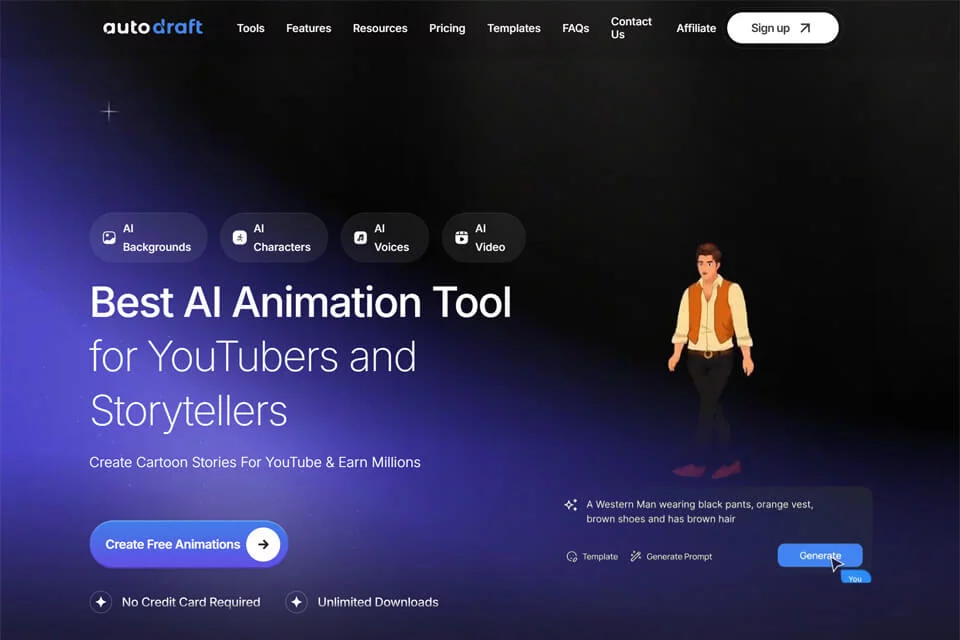 autodraft
Tools
Features
Resources
Pricing
Templates
FAQs
Contact
Us
Affiliate
Sign up
AI
Backgrounds
AI
Characters
AI
Voices
AI
Video
Best AI Animation Tool
for YouTubers and
Storytellers
Create Cartoon Stories For YouTube & Earn Millions
Create Free Animations
No Credit Card Required
Unlimited Downloads
A Western Man wearing black pants, orange vest,
brown shoes and has brown hair
Template
Generate Prompt
Generate
You